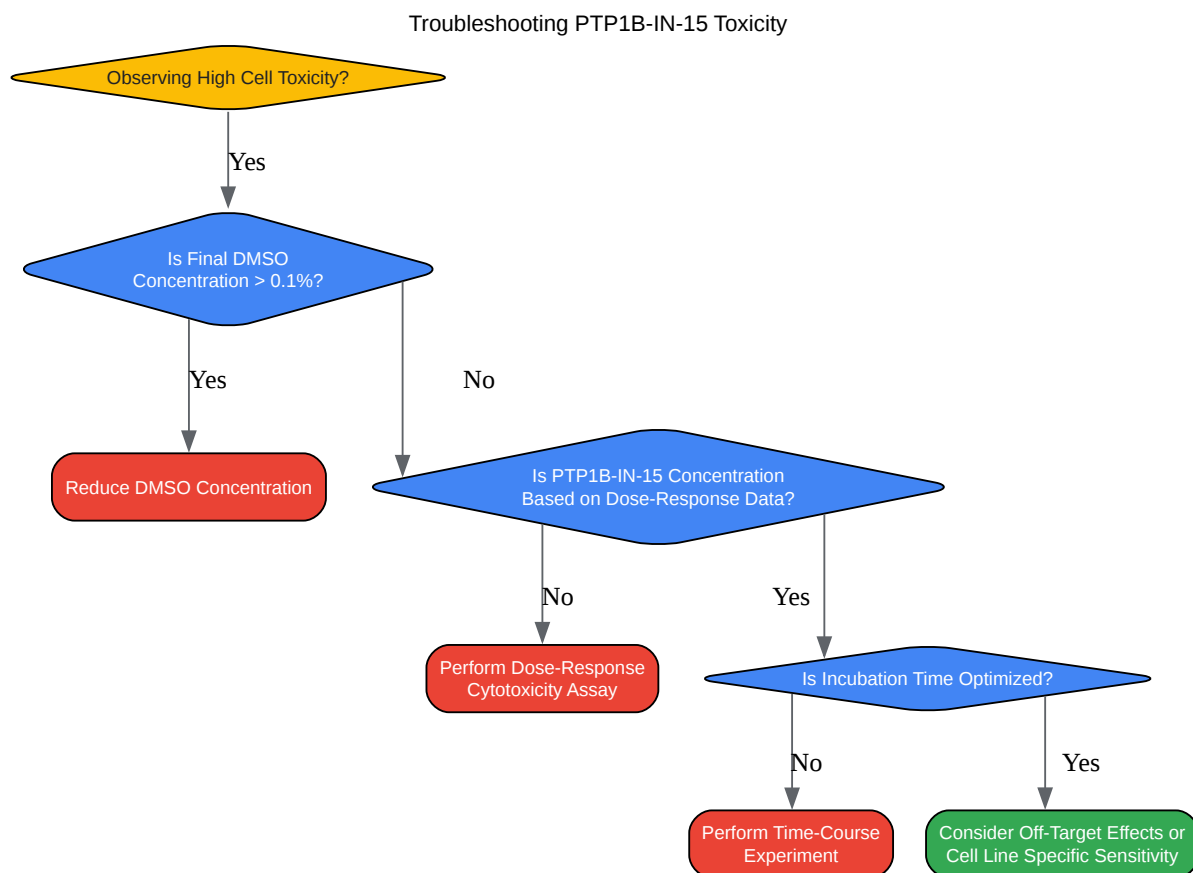 Troubleshooting PTP1B-IN-15 Toxicity
Observing High Cell Toxicity?
Yes
Is Final DMSO
Concentration > 0.1%?
Yes
No
Reduce DMSO Concentration
Is PTP1B-IN-15 Concentration
Based on Dose-Response Data?
No
Yes
Perform Dose-Response
Cytotoxicity Assay
Is Incubation Time Optimized?
No
Yes
Perform Time-Course
Experiment
Consider Off-Target Effects or
Cell Line Specific Sensitivity